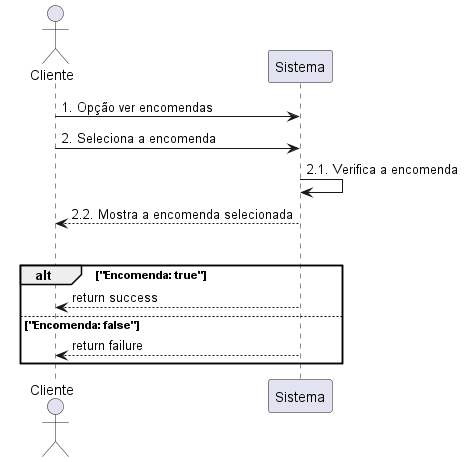 Cliente
Sistema
1. Opção ver encomendas
2. Seleciona a encomenda
2.1. Verifica a encomenda
2.2. Mostra a encomenda selecionada
alt ["Encomenda: true"]
return success
["Encomenda: false"]
return failure
Cliente
Sistema